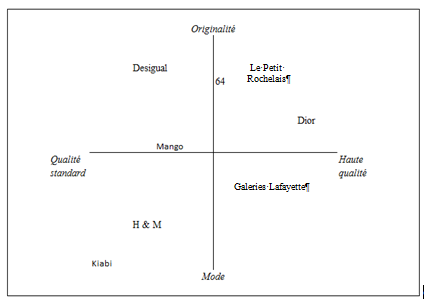 Originalité
Desigual
Le Petit
Rochelais¶
64
Dior
Mango
Qualité
standard
Haute
qualité
Galeries Lafayette¶
H & M
Kiabi
Mode